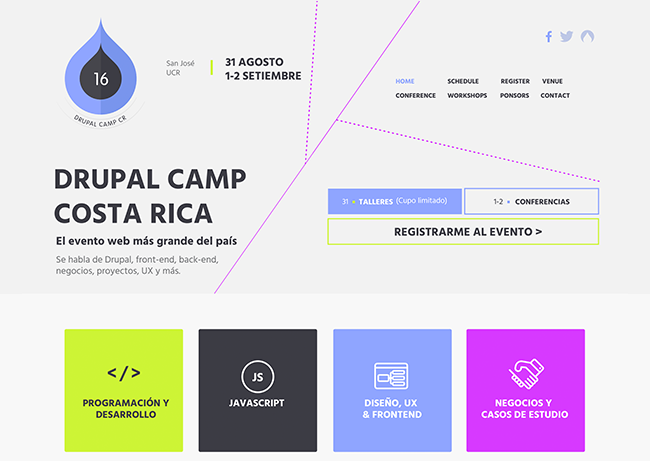 16
DRUPAL CAMP CR
San José
UCR
31 AGOSTO
1-2 SETIEMBRE
HOME SCHEDULE REGISTER VENUE
CONFERENCE WORKSHOPS PONSORS CONTACT
DRUPAL CAMP
COSTA RICA
El evento web más grande del país
Se habla de Drupal, front-end, back-end,
negocios, proyectos, UX y más.
31 • TALLERES (Cupo limitado)
1-2 • CONFERENCIAS
REGISTRARME AL EVENTO >
</>
PROGRAMACIÓN Y
DESARROLLO
JS
JAVASCRIPT
DISEÑO, UX
& FRONTEND
NEGOCIOS Y
CASOS DE ESTUDIO